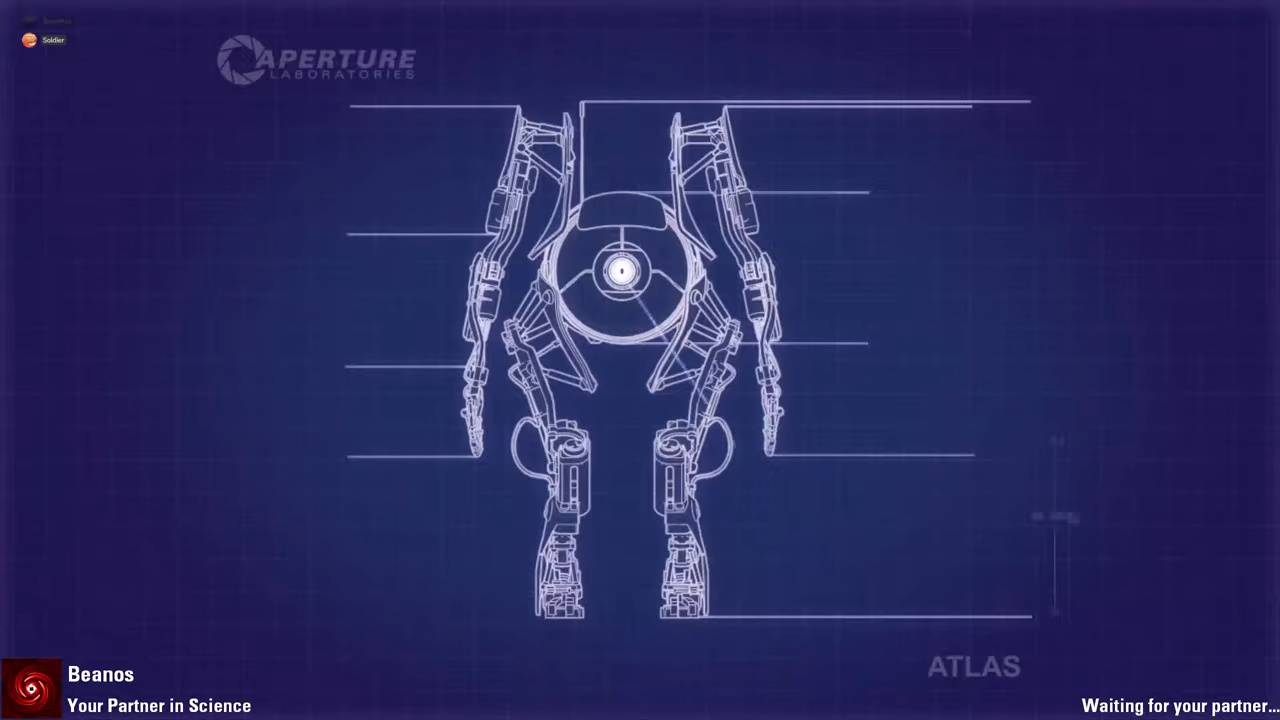 Soldier
APERTURE
LABORATORIES
ATLAS
Beanos
Your Partner in Science
Waiting for your partner...